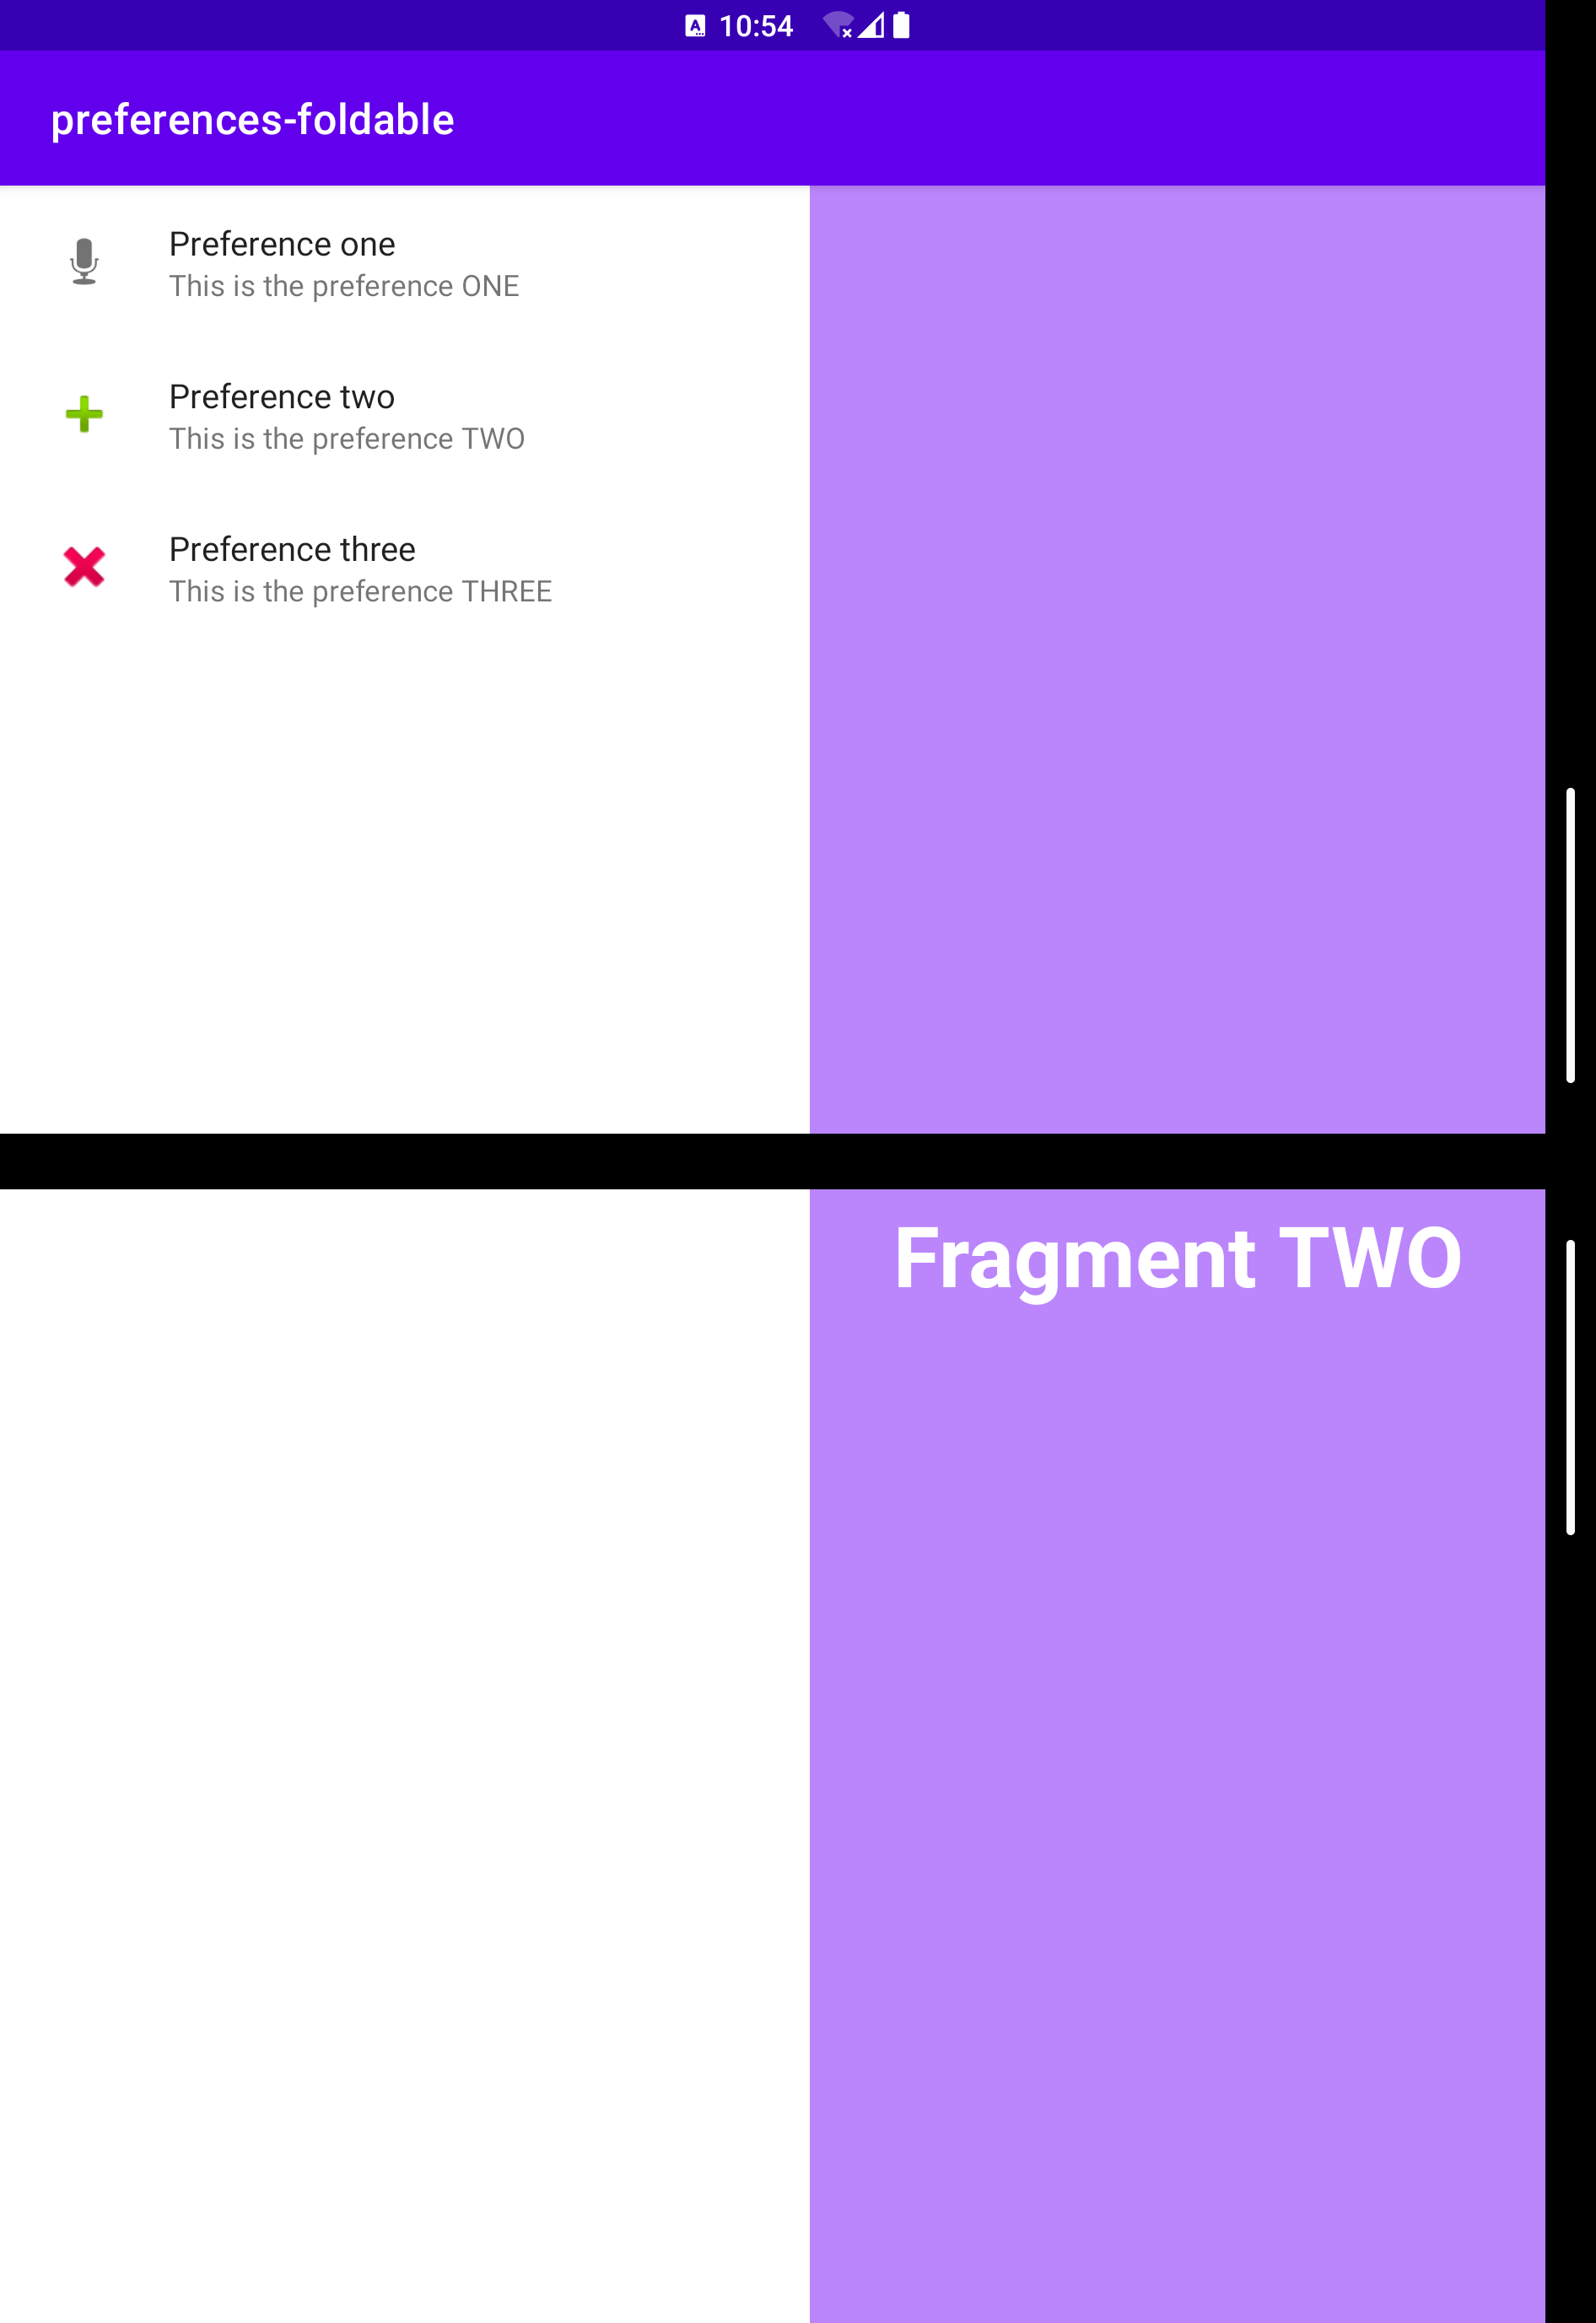 10:54
preferences-foldable
Preference one
This is the preference ONE
Preference two
This is the preference TWO
Preference three
This is the preference THREE
Fragment TWO